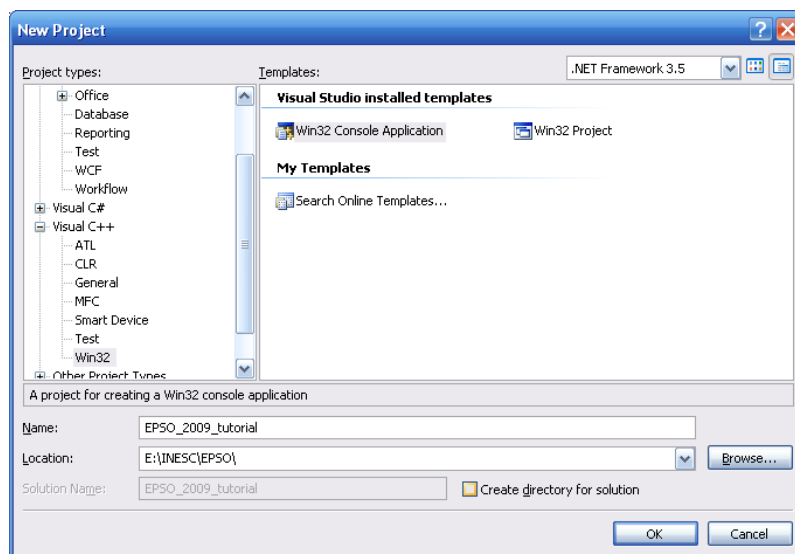 New Project
Project types:
Templates:
.NET Framework 3.5
Office
Database
Reporting
Test
WCF
Workflow
Visual C#
Visual C++
ATL
CLR
General
MFC
Smart Device
Test
Win32
Other Project Types
Visual Studio installed templates
Win32 Console Application
Win32 Project
My Templates
Search Online Templates...
A project for creating a Win32 console application
Name:
EPSO_2009_tutorial
Location:
E:\INESC\EPSO\
Browse...
Solution Name:
EPSO_2009_tutorial
Create directory for solution
OK
Cancel